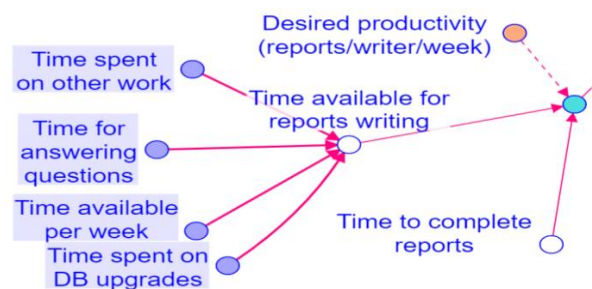 Desired productivity
(reports/writer/week)
Time spent
on other work
Time available for
reports writing
Time for
answering
questions
Time available
per week
Time to complete
reports
Time spent on
DB upgrades